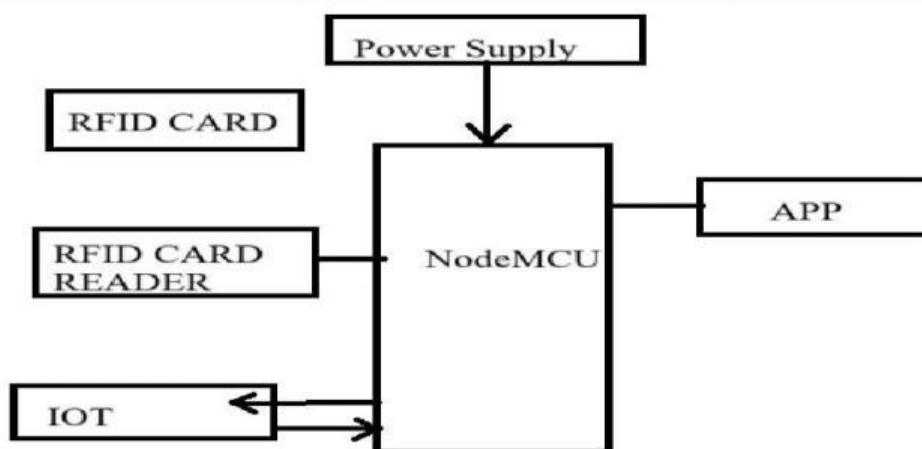 Power Supply
RFID CARD
APP
RFID CARD
READER
NodeMCU
IOT